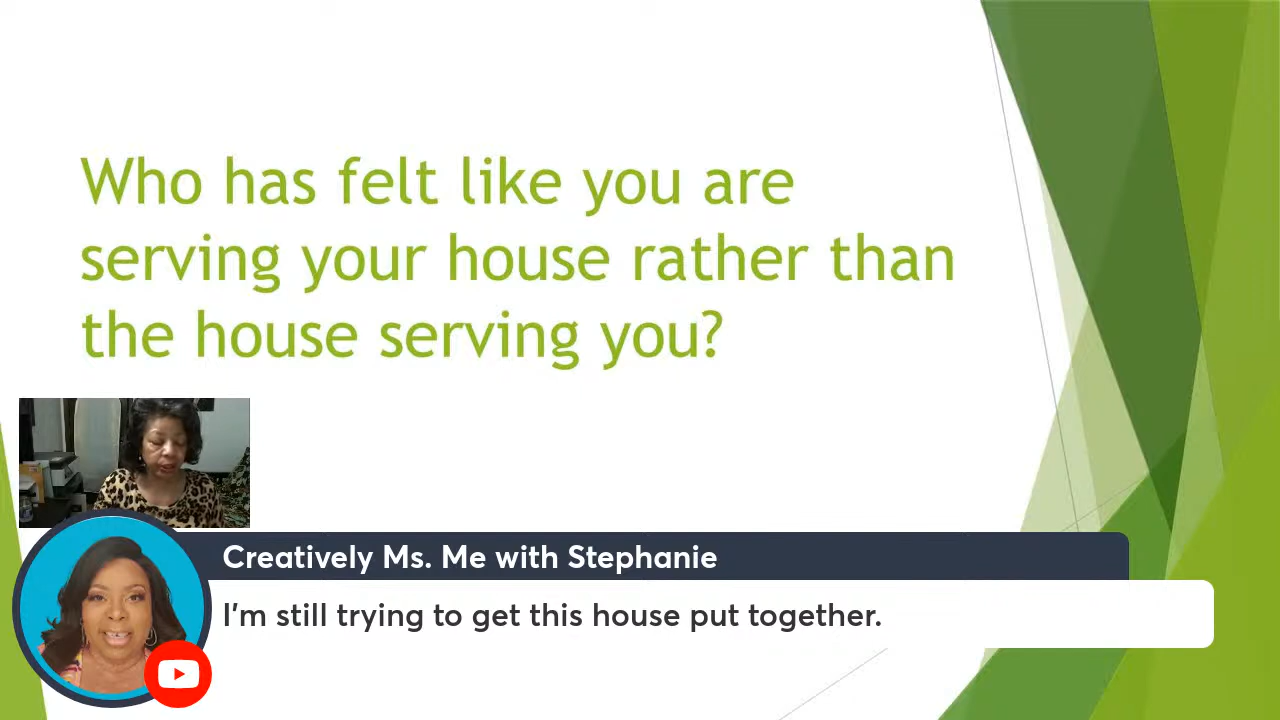 Who has felt like you are
serving your house rather than
the house serving you?
Creatively Ms. Me with Stephanie
I'm still trying to get this house put together.